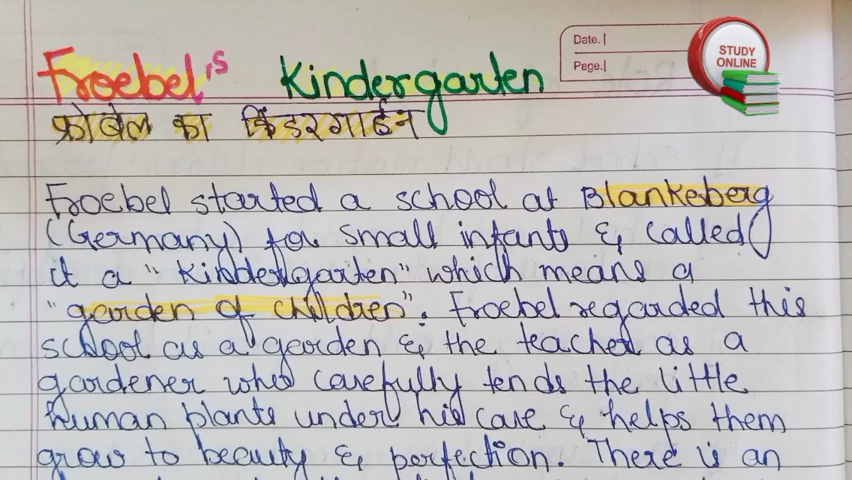 Froebel's Kindergarten
Date.
Page.
STUDY
ONLINE
फ्रोबेल का किंडरगार्डन
Froebel started a school at Blankeberg
(Germany) for small infants & called
it a "Kindergarten" which means a
"garden of children". Froebel regarded this
school as a garden & the teacher as a
gardener who carefully tends the little
human plants under his care & helps them
grow to beauty & perfection. There is an